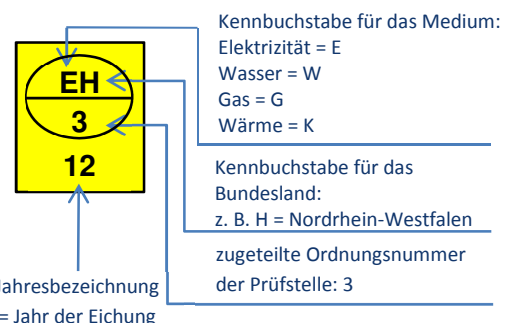 EH
3
12
Kennbuchstabe für das Medium:
Elektrizität = E
Wasser = W
Gas = G
Wärme = K
Kennbuchstabe für das
Bundesland:
z. B. H = Nordrhein-Westfalen
zugeteilte Ordnungsnummer
der Prüfstelle: 3
Jahresbezeichnung
= Jahr der Eichung